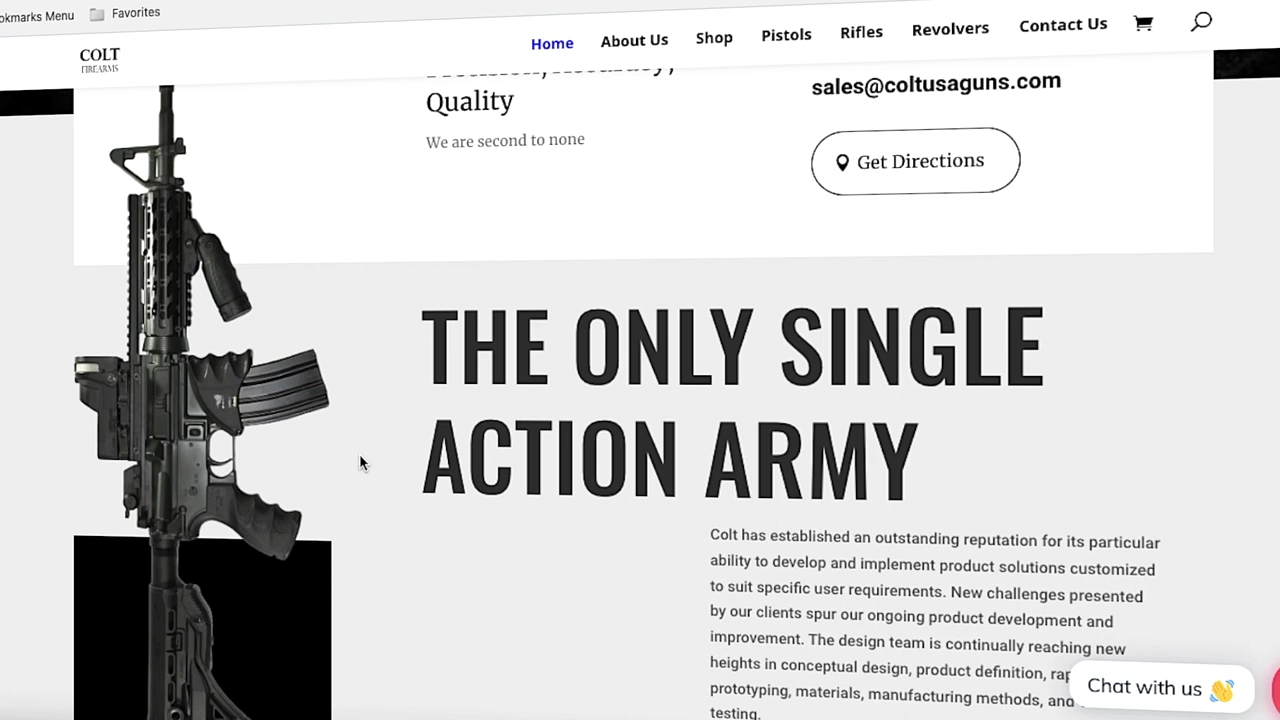 okmarks Menu Favorites
COLT
FIREARMS
Home About Us Shop Pistols Rifles Revolvers Contact Us
Precision, Accuracy,
Quality
We are second to none
sales@coltusaguns.com
Get Directions
THE ONLY SINGLE
ACTION ARMY
Colt has established an outstanding reputation for its particular
ability to develop and implement product solutions customized
to suit specific user requirements. New challenges presented
by our clients spur our ongoing product development and
improvement. The design team is continually reaching new
heights in conceptual design, product definition, rap
prototyping, materials, manufacturing methods, and
testing.
Chat with us 👋